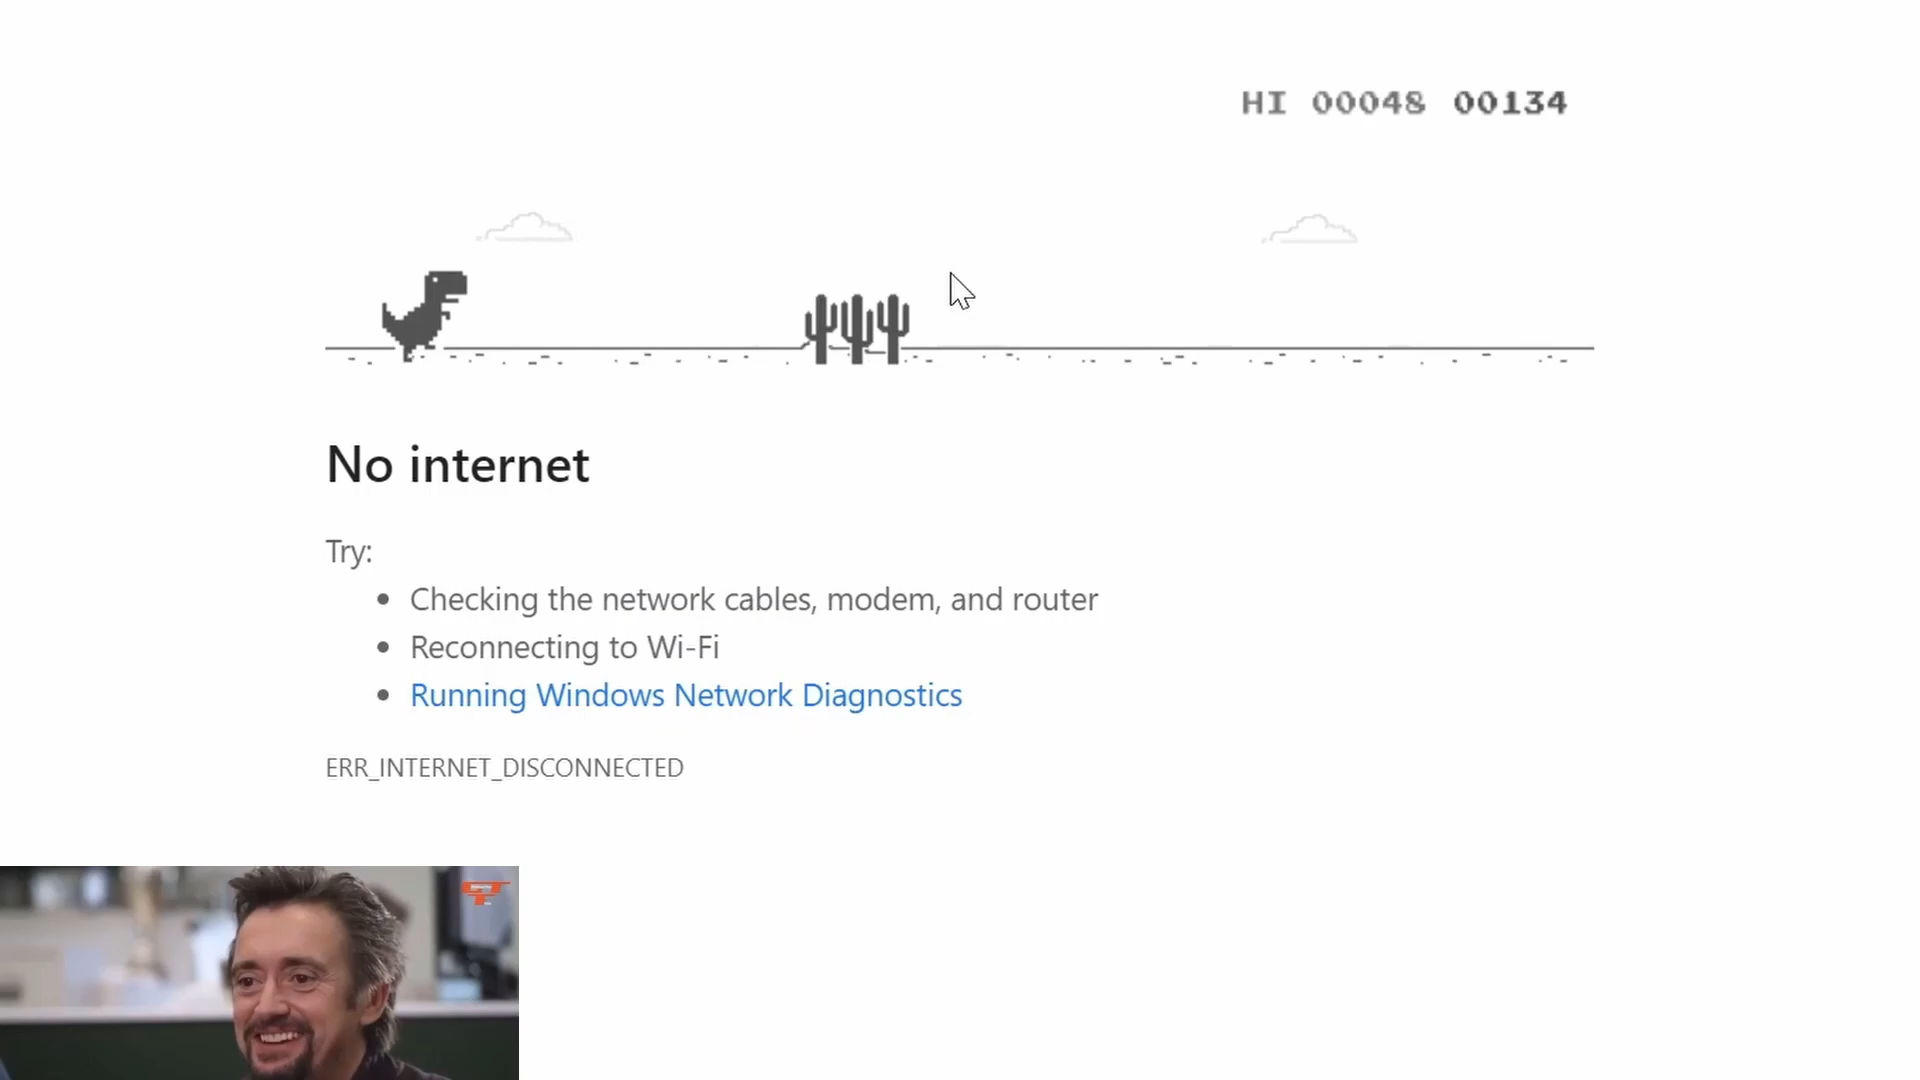 HI 00048 00134
No internet
Try:
Checking the network cables, modem, and router
Reconnecting to Wi-Fi
Running Windows Network Diagnostics
ERR_INTERNET_DISCONNECTED